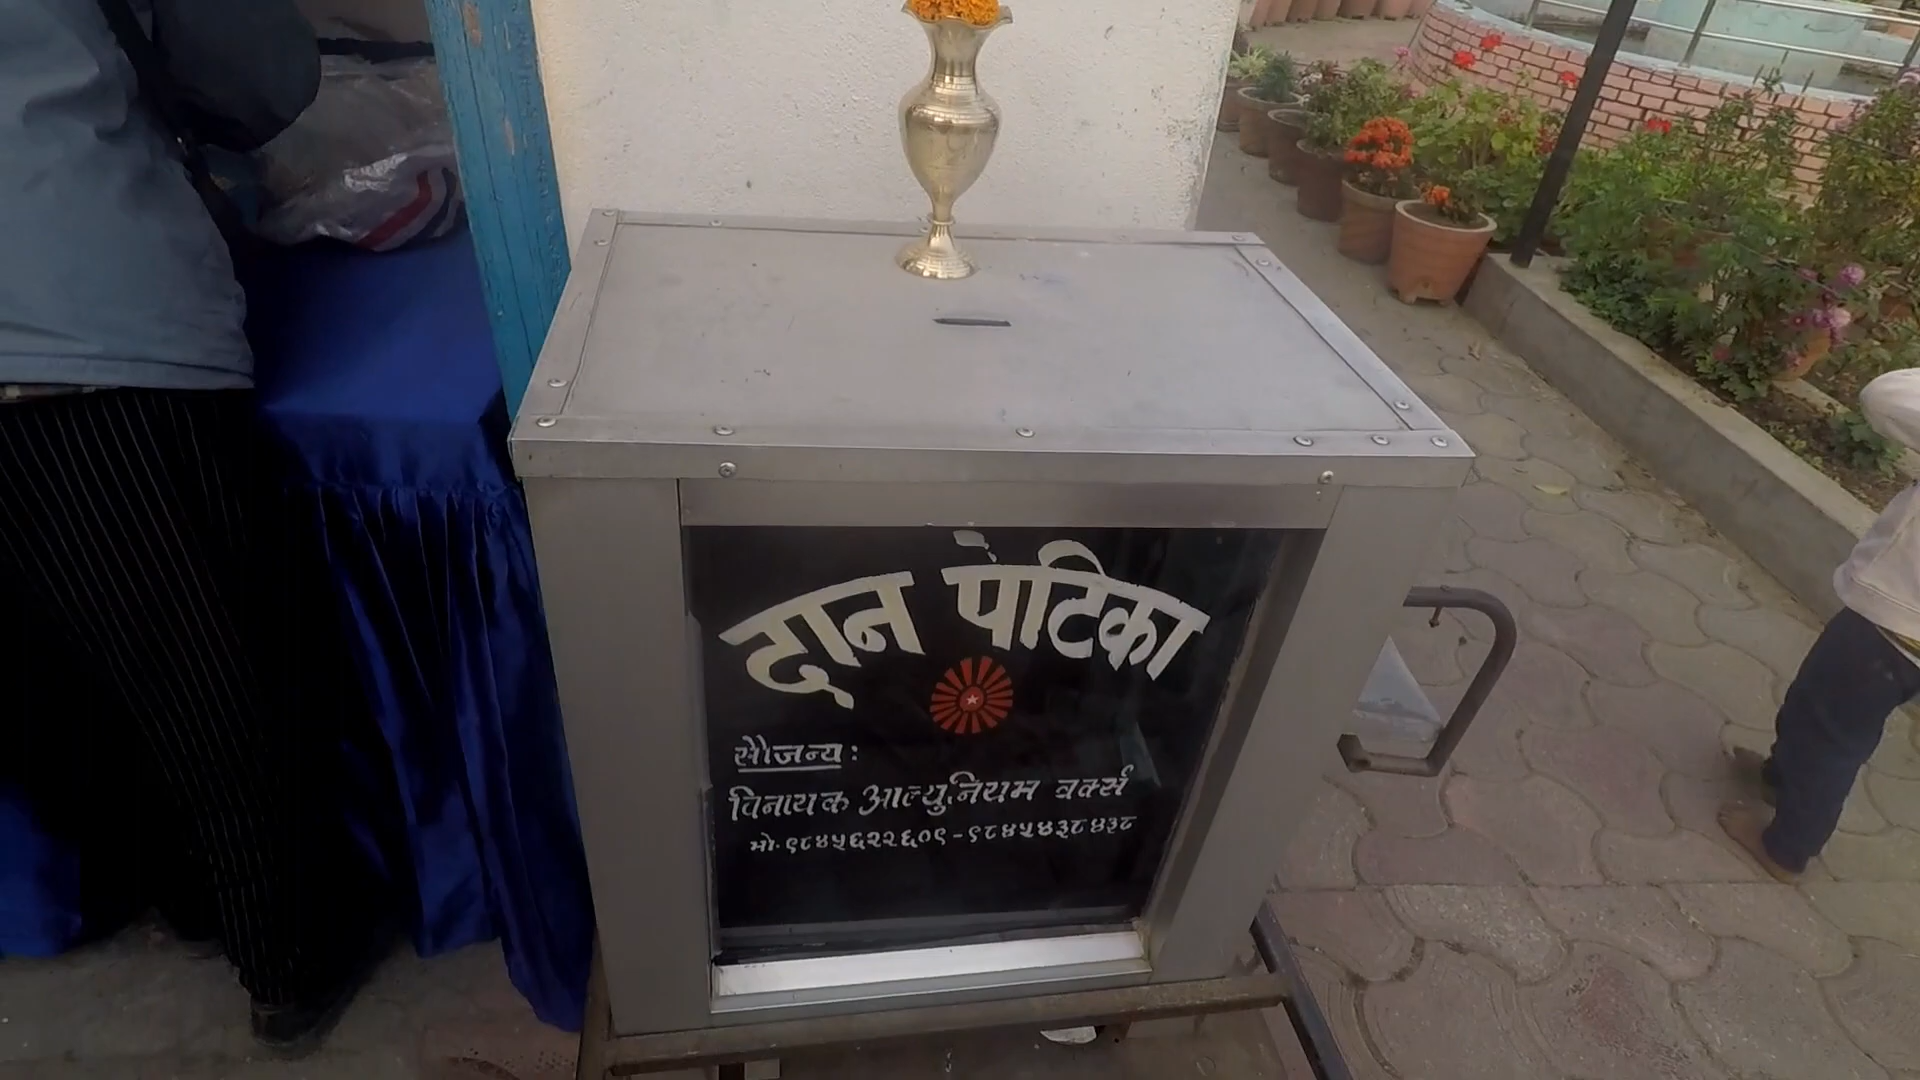 दान पेटिका
सौजन्य:
विनायक आल्युनियम वर्क्स
मो. ९८४५६२२६०९-९८४५४३८४३८